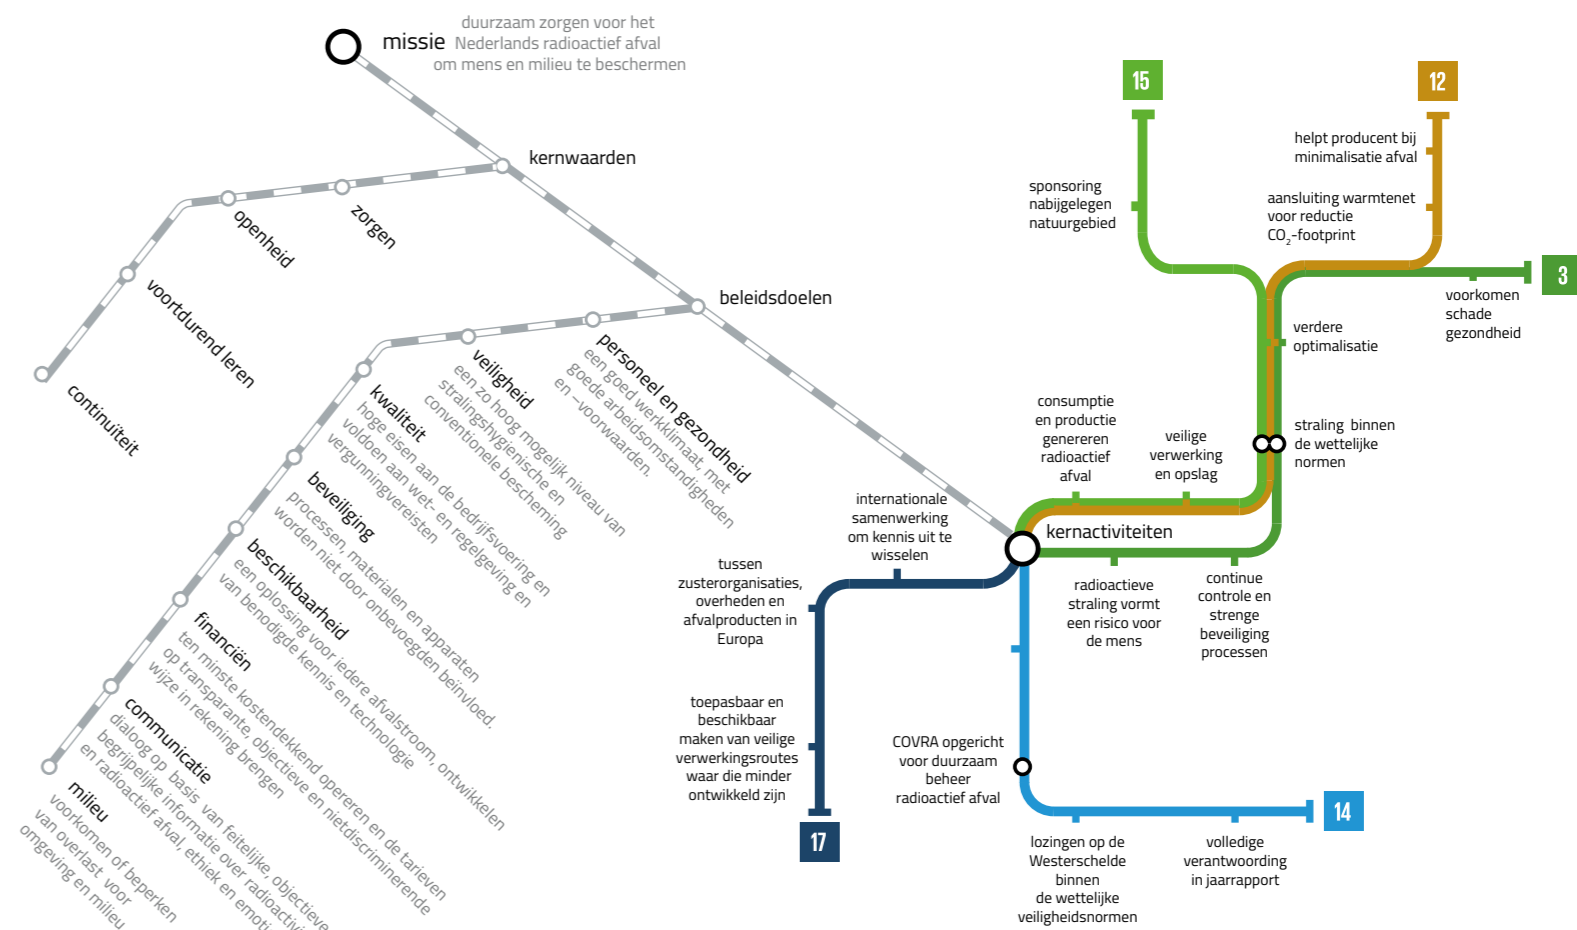 missie
duurzaam zorgen voor het
Nederlands radioactief afval
om mens en milieu te beschermen
kernwaarden
zorgen
openheid
voortdurend leren
continuïteit
beleidsdoelen
personeel en gezondheid
een goed werkklimaat, met
goede arbeidsomstandigheden
en –voorwaarden.
veiligheid
een zo hoog mogelijk niveau van
stralingshygienische en
conventionele bescherming
kwaliteit
hoge eisen aan de bedrijfsvoering en
voldoen aan wet- en regelgeving en
vergunningvereisten
beveiliging
processen, materialen en apparaten
worden niet door onbevoegden beïnvloed.
beschikbaarheid
een oplossing voor iedere afvalstroom, ontwikkelen
van benodigde kennis en technologie
financiën
ten minste kostendekkend opereren en de tarieven
op transparante, objectieve en nietdiscriminerende
wijze in rekening brengen
communicatie
dialoog op basis van feitelijke, objectieve
begrijpelijke informatie over
en radioactief afval, ethiek en
milieu
voorkomen of beperken
van overlast voor
omgeving en milieu
kernactiviteiten
15
sponsoring
nabijgelegen
natuurgebied
12
helpt producent bij
minimalisatie afval
aansluiting warmtenet
voor reductie
CO2-footprint
3
voorkomen
schade
gezondheid
verdere
optimalisatie
straling binnen
de wettelijke
normen
consumptie
en productie
genereren
radioactief
afval
veilige
verwerking
en opslag
radioactieve
straling vormt
een risico voor
de mens
continue
controle en
strenge
beveiliging
processen
internationale
samenwerking
om kennis uit te
wisselen
tussen
zusterorganisaties,
overheden en
afvalproducten in
Europa
toepasbaar en
beschikbaar
maken van veilige
verwerkingsroutes
waar die minder
ontwikkeld zijn
17
COVRA opgericht
voor duurzaam
beheer
radioactief afval
14
lozingen op de
Westerschelde
binnen
de wettelijke
veiligheidsnormen
volledige
verantwoording
in jaarrapport